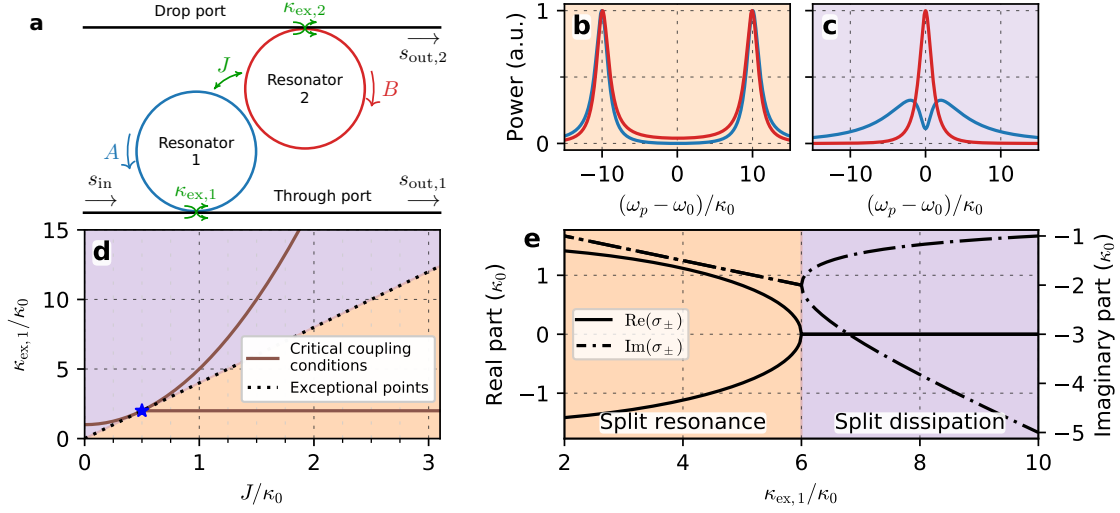 a
Drop port
κex,2
sout,2
J
Resonator
2
B
Resonator
1
A
sin
κex,1
Through port
sout,1
b
Power (a.u.)
1
0
−10
0
10
(ωp − ω0)/κ0
c
−10
0
10
(ωp − ω0)/κ0
d
κex,1/κ0
15
10
5
0
Critical coupling
conditions
Exceptional points
0
1
2
3
J/κ0
e
Real part (κ0)
1
0
−1
Re(σ±)
Im(σ±)
Split resonance
Split dissipation
2
4
6
8
10
κex,1/κ0
−1
−2
−3
−4
−5
Imaginary part (κ0)